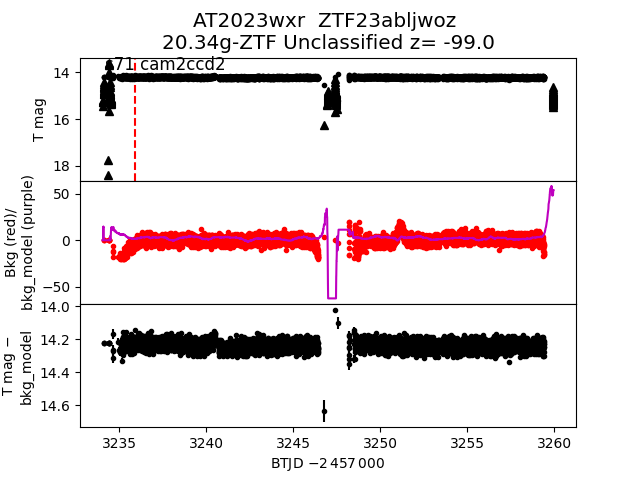 AT2023wxr  ZTF23abljwoz
20.34g-ZTF Unclassified z= -99.0
71 cam2ccd2
14
16
18
T mag
50
0
−50
Bkg (red)/
bkg_model (purple)
14.0
14.2
14.4
14.6
T mag −
bkg_model
3235
3240
3245
3250
3255
3260
BTJD −2 457 000